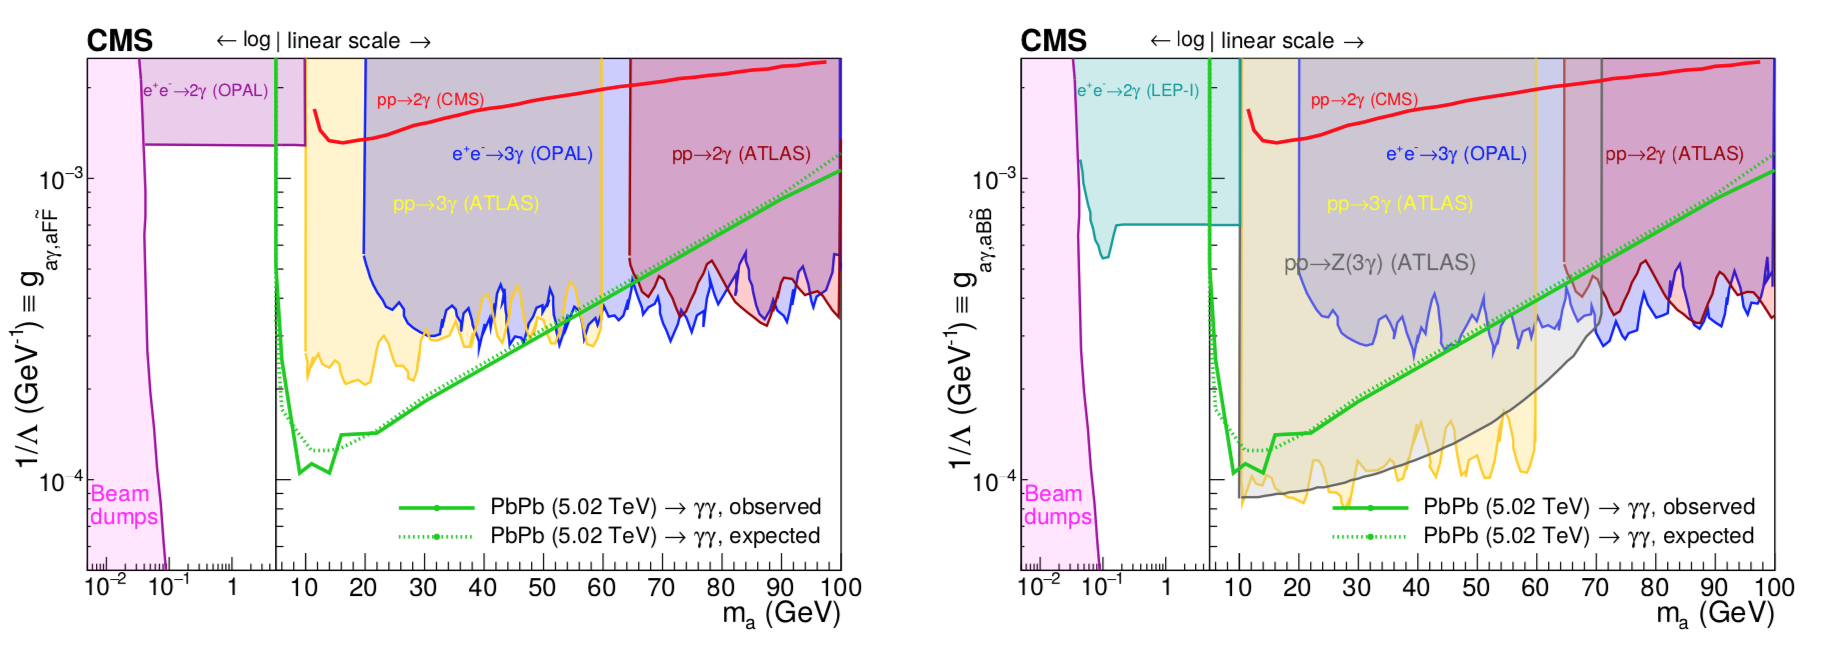 CMS
← log | linear scale →
e⁺e⁻→2γ (OPAL)
pp→2γ (CMS)
e⁺e⁻→3γ (OPAL)
pp→2γ (ATLAS)
pp→3γ (ATLAS)
10⁻³
10⁻⁴
1/Λ (GeV⁻¹) ≡ g aγ,aF̃F
Beam
dumps
PbPb (5.02 TeV) → γγ, observed
PbPb (5.02 TeV) → γγ, expected
10⁻² 10⁻¹ 1 10 20 30 40 50 60 70 80 90 100
mₐ (GeV)
CMS
← log | linear scale →
e⁺e⁻→2γ (LEP-I)
pp→2γ (CMS)
e⁺e⁻→3γ (OPAL)
pp→2γ (ATLAS)
pp→3γ (ATLAS)
pp→Z(3γ) (ATLAS)
10⁻³
10⁻⁴
1/Λ (GeV⁻¹) ≡ g aγ,aBB̃
Beam
dumps
PbPb (5.02 TeV) → γγ, observed
PbPb (5.02 TeV) → γγ, expected
10⁻² 10⁻¹ 1 10 20 30 40 50 60 70 80 90 100
mₐ (GeV)